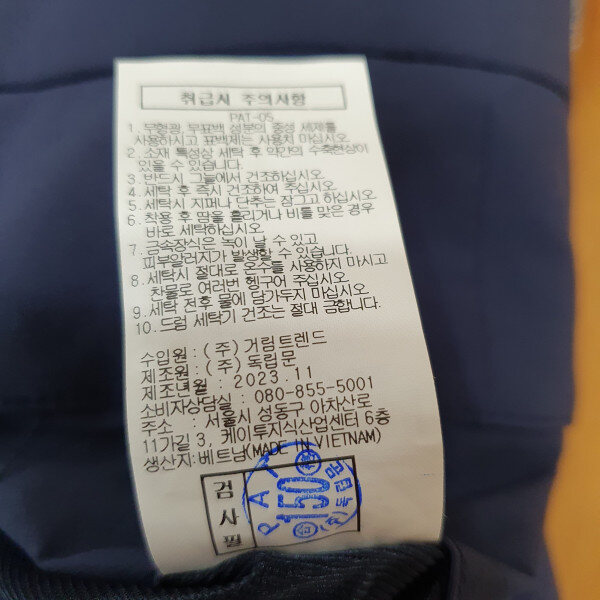 취급시 주의사항
PAT-05
1. 무형광 무표백 성분의 중성 세제를
사용하시고 표백제는 사용치 마십시오.
2. 소재 특성상 세탁 후 약간의 수축현상이
있을 수 있습니다.
3. 반드시 그늘에서 건조하십시오.
4. 세탁 후 즉시 건조하여 주십시오.
5. 세탁시 지퍼나 단추는 잠그고 하십시오.
6. 착용 후 땀을 흘리거나 비를 맞은 경우
바로 세탁하십시오.
7. 금속장식은 녹이 날 수 있고
피부알러지가 발생할 수 있습니다.
8. 세탁시 절대로 온수를 사용하지 마시고
찬물로 여러번 헹구어 주십시오.
9. 세탁 전후 물에 담가두지 마십시오.
10. 드럼 세탁기 건조는 절대 금합니다.
수입원 : (주) 거림트렌드
제조원 : (주) 독립문
제조년월 : 2023.11
소비자상담실 : 080-855-5001
주소 : 서울시 성동구 아차산로
11가길 3, 케이투지식산업센터 6층
생산지:베트남(MADE IN VIETNAM)
검사필
PAT
150
(주)독립문